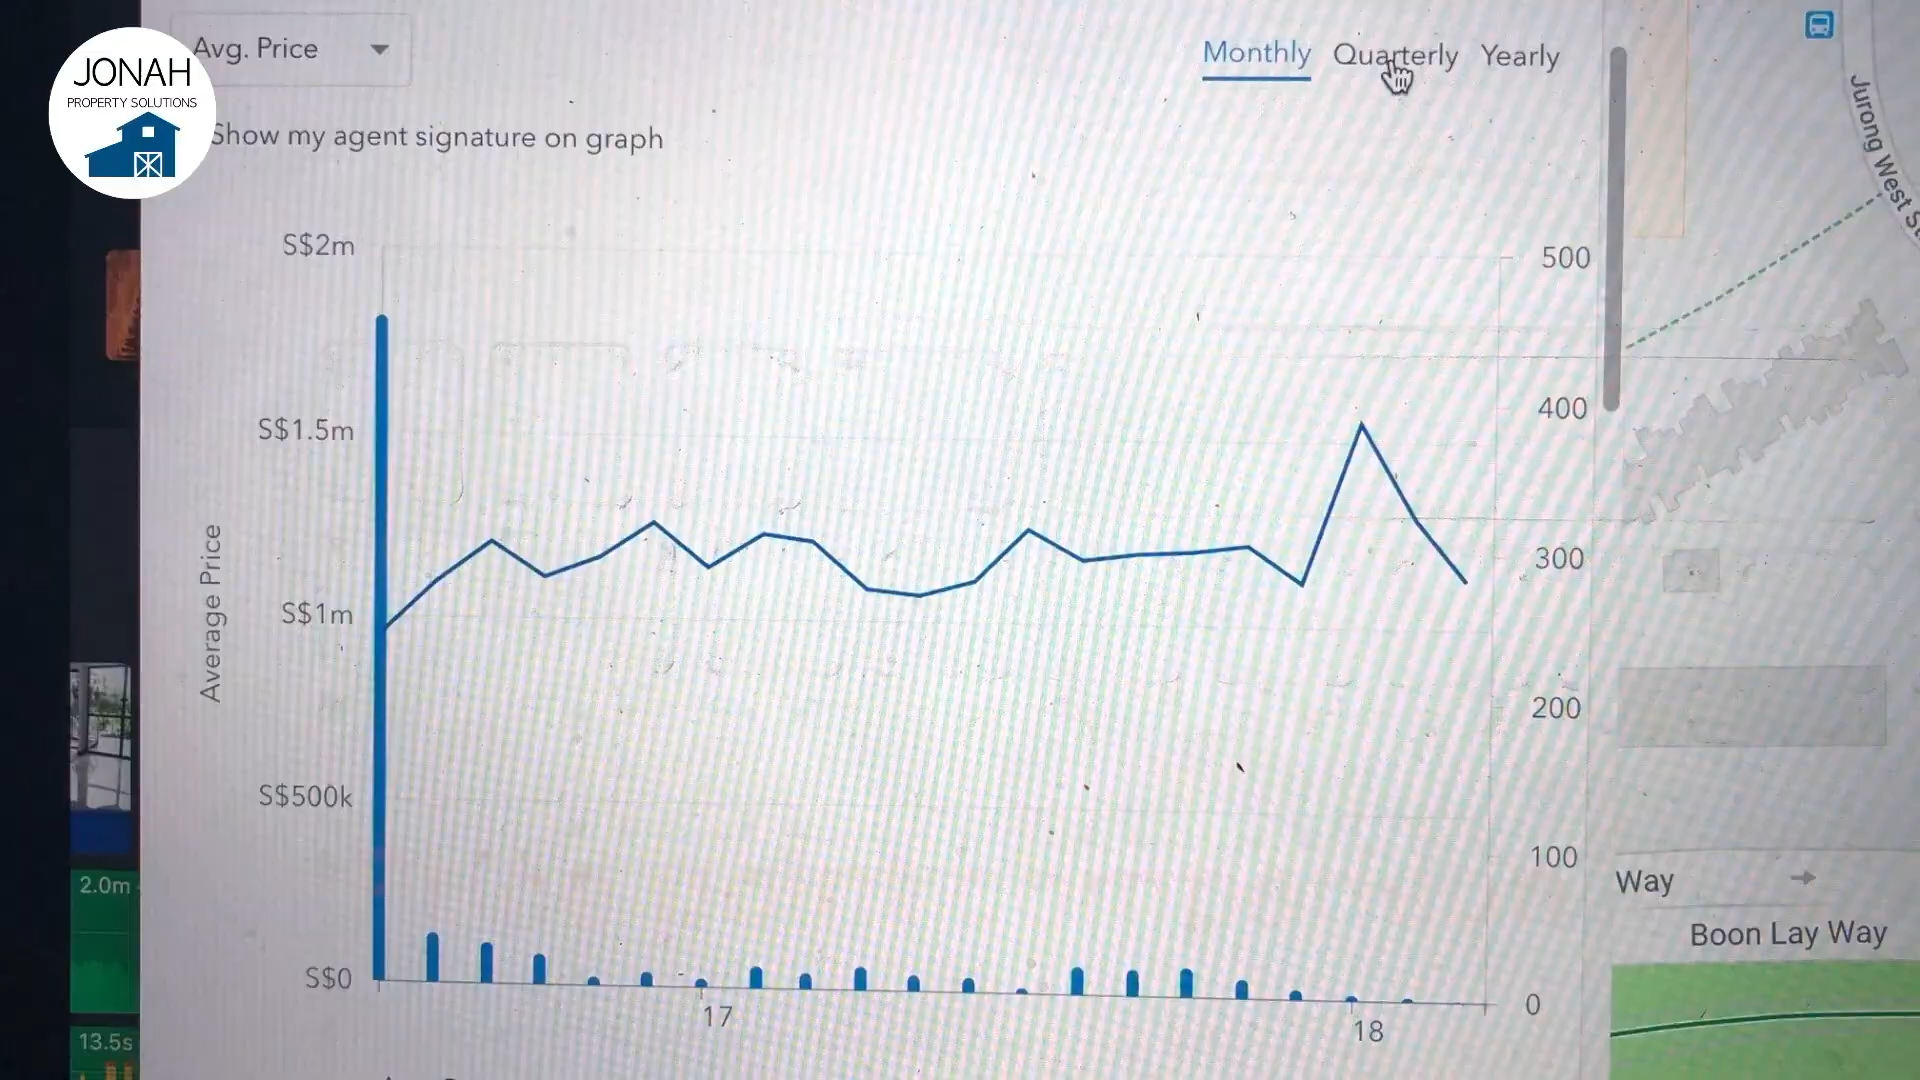 JONAH
PROPERTY SOLUTIONS
Avg. Price
Monthly Quarterly Yearly
Show my agent signature on graph
S$2m
S$1.5m
S$1m
S$500k
S$0
Average Price
500
400
300
200
100
0
17
18
2.0m
13.5s
Jurong West
Way
Boon Lay Way